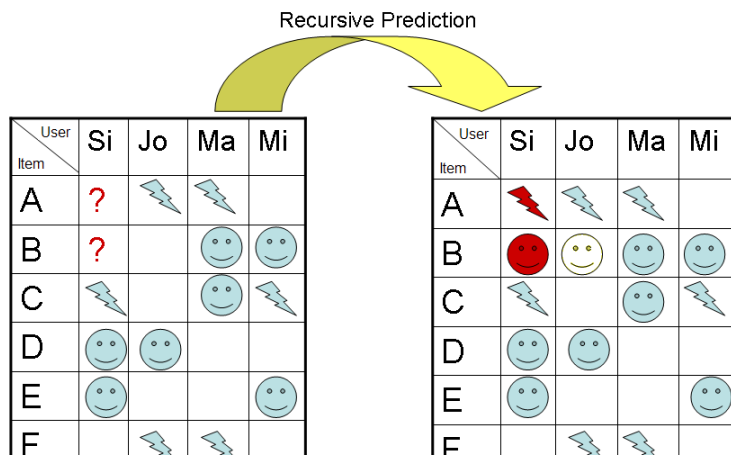 Recursive Prediction
User Item Si Jo Ma Mi
A ?
B ?
C
D
E
F
User Item Si Jo Ma Mi
A
B
C
D
E
F